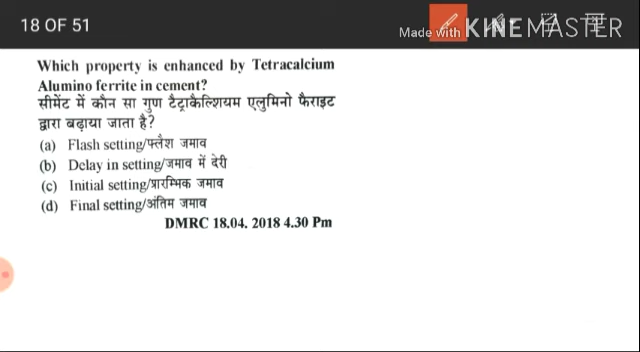 18 OF 51
Made with KINEMASTER
Which property is enhanced by Tetracalcium
Alumino ferrite in cement?
सीमेंट में कौन सा गुण टैट्राकैल्शियम एलुमिनो फैराइट
द्वारा बढ़ाया जाता है?
(a) Flash setting/फ्लैश जमाव
(b) Delay in setting/जमाव में देरी
(c) Initial setting/प्रारम्भिक जमाव
(d) Final setting/अंतिम जमाव
DMRC 18.04. 2018 4.30 Pm